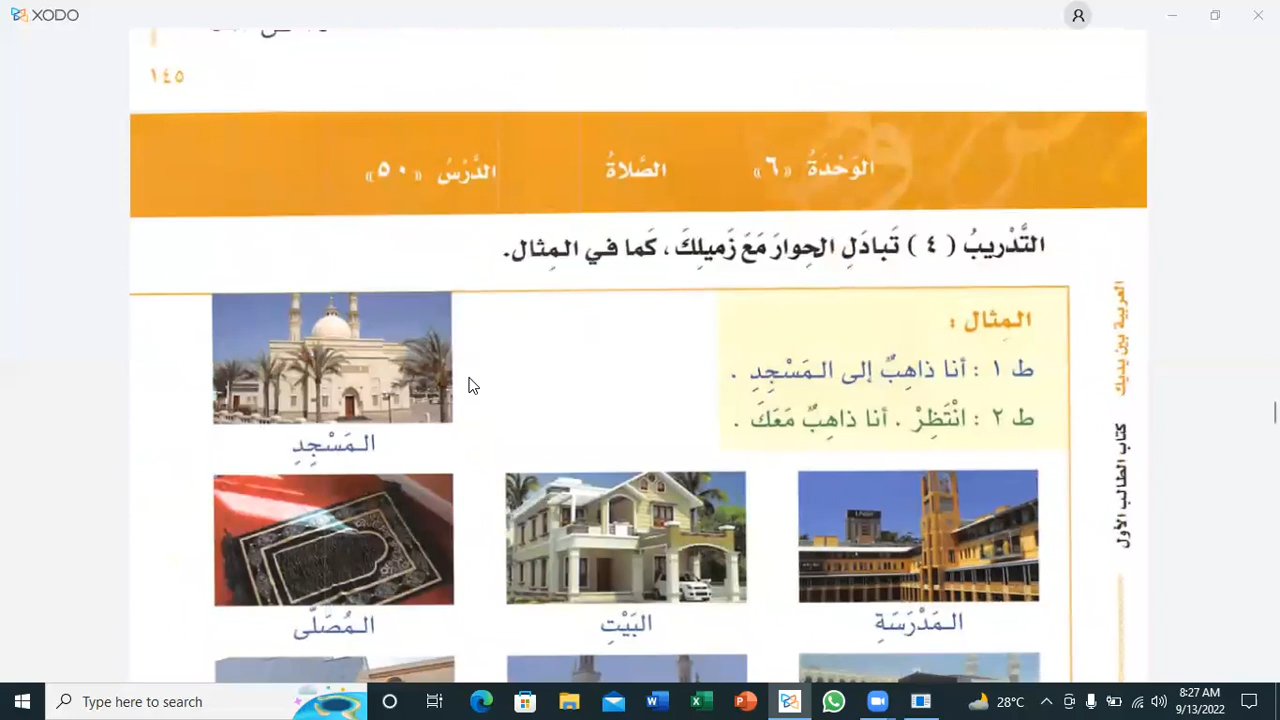 XODO
١٤٥
الوَحْدَةُ «٦» الصَّلاةُ الدَّرْسُ «٥٠»
التَّدْريبُ ( ٤ ) تَبادَلِ الحِوارَ مَعَ زَميلِكَ ، كَما في المِثال.
المِثال :
ط ١ : أنا ذاهِبٌ إلى المَسْجِدِ .
ط ٢ : انْتَظِرْ . أنا ذاهِبٌ مَعَكَ .
المَسْجِدِ
المَدْرَسَةِ البَيْتِ المُصَلَّى
العربية بين يديك كتاب الطالب الأول
Type here to search
28°C
8:27 AM
9/13/2022